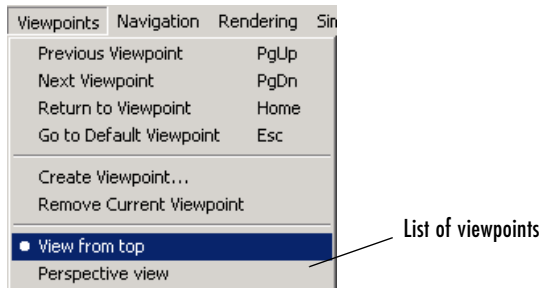 Viewpoints Navigation Rendering Sin
Previous Viewpoint PgUp
Next Viewpoint PgDn
Return to Viewpoint Home
Go to Default Viewpoint Esc
Create Viewpoint...
Remove Current Viewpoint
View from top
Perspective view
List of viewpoints